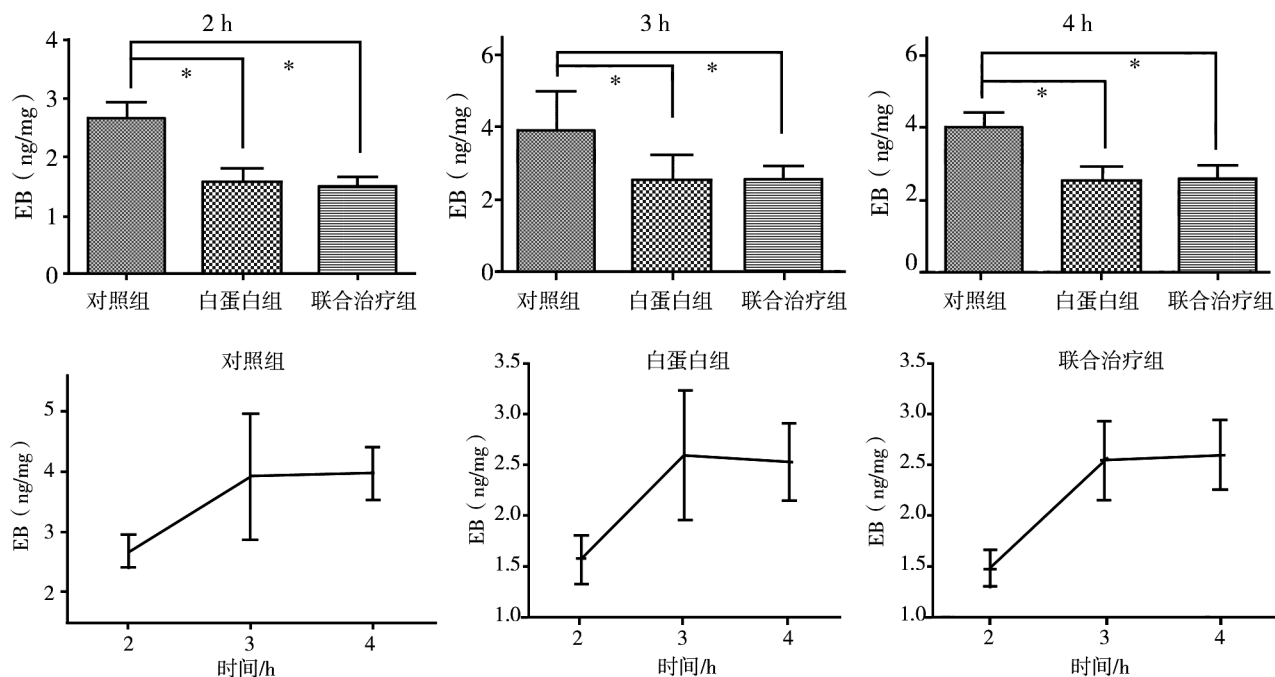 2 h
4
3
2
1
0
EB（ng/mg）
*
*
对照组 白蛋白组 联合治疗组
3 h
6
4
2
0
EB（ng/mg）
*
*
对照组 白蛋白组 联合治疗组
4 h
6
4
2
0
EB（ng/mg）
*
*
对照组 白蛋白组 联合治疗组
对照组
5
4
3
2
EB（ng/mg）
2 3 4
时间/h
白蛋白组
3.5
3.0
2.5
2.0
1.5
1.0
EB（ng/mg）
2 3 4
时间/h
联合治疗组
3.5
3.0
2.5
2.0
1.5
1.0
EB（ng/mg）
2 3 4
时间/h